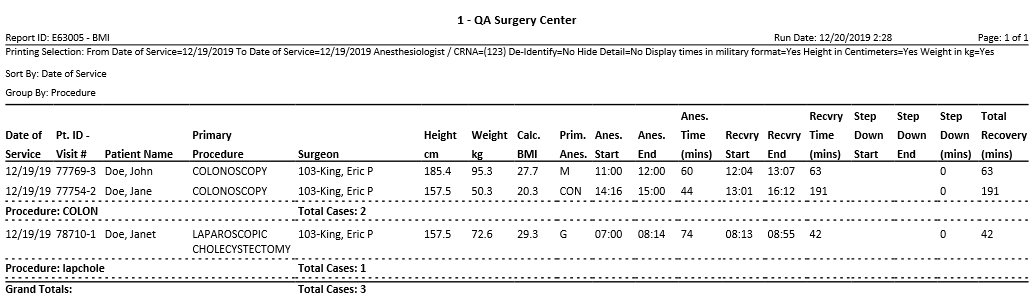 1 - QA Surgery Center
Report ID: E63005 - BMI Run Date: 12/20/2019 2:28 Page: 1 of 1
Printing Selection: From Date of Service=12/19/2019 To Date of Service=12/19/2019 Anesthesiologist / CRNA=(123) De-Identify=No Hide Detail=No Display times in military format=Yes Height in Centimeters=Yes Weight in kg=Yes
Sort By: Date of Service
Group By: Procedure
Anes. Recvry Step Step Step Total
Date of Pt. ID - Primary Height Weight Calc. Prim. Anes. Anes. Time Recvry Recvry Time Down Down Down Recovery
Service Visit # Patient Name Procedure Surgeon cm kg BMI Anes. Start End (mins) Start End (mins) Start End (mins) (mins)
12/19/19 77769-3 Doe, John COLONOSCOPY 103-King, Eric P 185.4 95.3 27.7 M 11:00 12:00 60 12:04 13:07 63 0 63
12/19/19 77754-2 Doe, Jane COLONOSCOPY 103-King, Eric P 157.5 50.3 20.3 CON 14:16 15:00 44 13:01 16:12 191 0 191
Procedure: COLON Total Cases: 2
12/19/19 78710-1 Doe, Janet LAPAROSCOPIC 103-King, Eric P 157.5 72.6 29.3 G 07:00 08:14 74 08:13 08:55 42 0 42
CHOLECYSTECTOMY
Procedure: lapchole Total Cases: 1
Grand Totals: Total Cases: 3